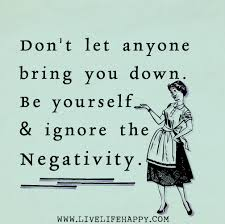 Don't let anyone
bring you down.
Be yourself
& ignore the
Negativity.
WWW.LIVELIFEHAPPY.COM